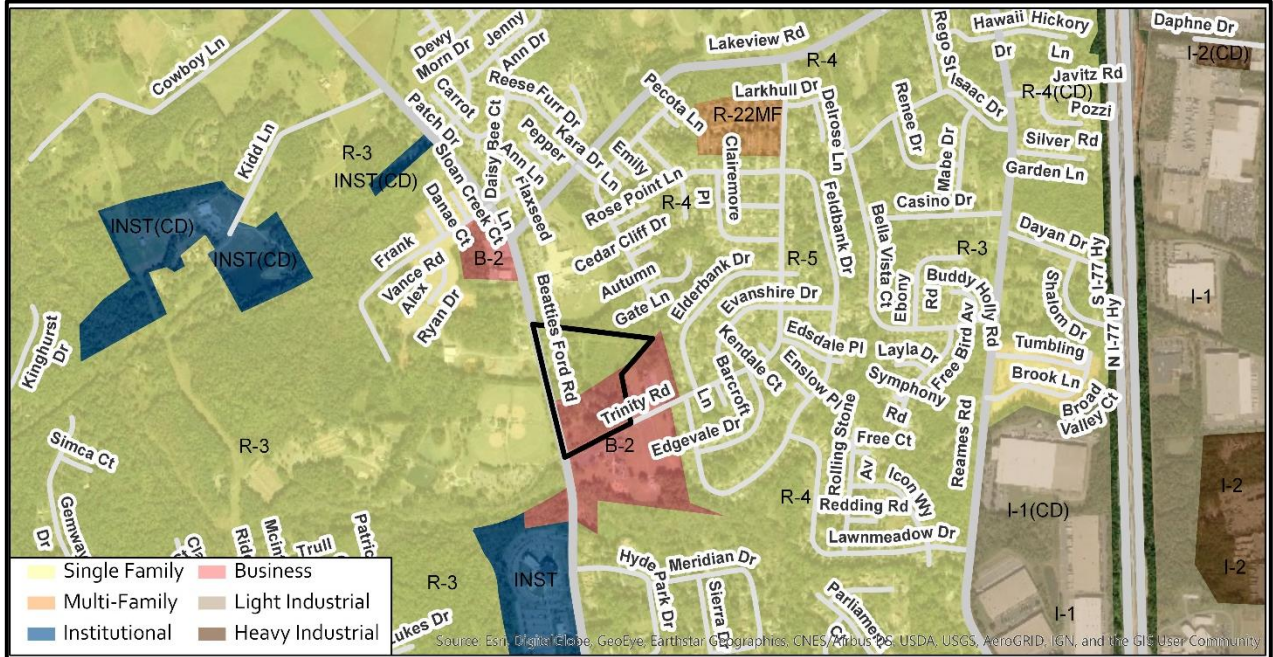 Cowboy Ln
Dewy
Morn Dr
Jenny
Ann Dr
Reese Furr Dr
Lakeview Rd
R-4
Larkhull Dr
Pecota Ln
R-22MF
Delrose Ln
Rego St
Isaac Dr
Renee Dr
Mabe Dr
Hawaii
Dr
Hickory
Ln
R-4(CD)
Javitz Rd
Pozzi
Silver Rd
Garden Ln
Daphne Dr
I-2(CD)
Carrot
Patch Dr
Daisy Bee Ct
Sloan Creek Ct
Pepper
Ann Ln
Kara Dr
Emily
Ln
Flaxseed
Ln
Kidd Ln
R-3
INST(CD)
INST(CD)
INST(CD)
Danae Ct
Frank
Vance Rd
Alex
Ryan Dr
B-2
Rose Point Ln
R-4
Pl
Clairemore
Cedar Cliff Dr
Autumn
Gate Ln
Elderbank Dr
Feldbank Dr
R-5
Evanshire Dr
Casino Dr
Bella Vista Ct
R-3
Ebony
Rd
Buddy Holly Rd
Dayan Dr
Shalom Dr
S I-77 Hy
N I-77 Hy
I-1
Kinghurst
Dr
Beatties Ford Rd
Trinity Rd
B-2
Ln
Edgevale Dr
Barcroft
Kendale Ct
Edsdale Pl
Enslow Pl
Layla Dr
Free Bird Av
Symphony
Rd
Tumbling
Brook Ln
Broad
Valley Ct
Reames Rd
Rolling Stone
Av
Free Ct
Icon Wy
Redding Rd
Lawnmeadow Dr
R-4
I-1(CD)
I-2
I-2
I-1
Simca Ct
R-3
Gemway
Dr
Trull
R-3
INST
Hyde Park Dr
Meridian Dr
Sierra Dr
Single Family
Business
Multi-Family
Light Industrial
Institutional
Heavy Industrial
Source: Esri, DigitalGlobe, GeoEye, Earthstar Geographics, CNES/Airbus DS, USDA, USGS, AeroGRID, IGN, and the GIS User Community